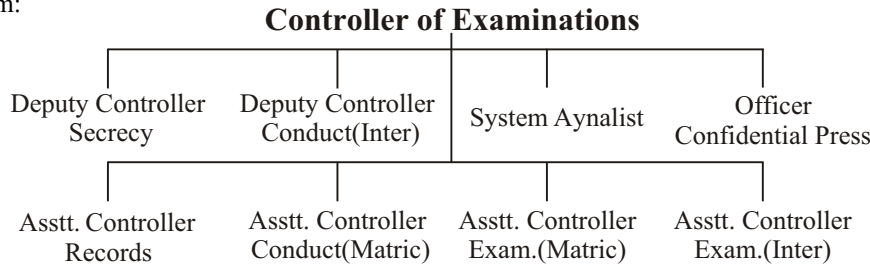 m:
Controller of Examinations
Deputy Controller
Secrecy
Deputy Controller
Conduct(Inter)
System Aynalist
Officer
Confidential Press
Asstt. Controller
Records
Asstt. Controller
Conduct(Matric)
Asstt. Controller
Exam.(Matric)
Asstt. Controller
Exam.(Inter)